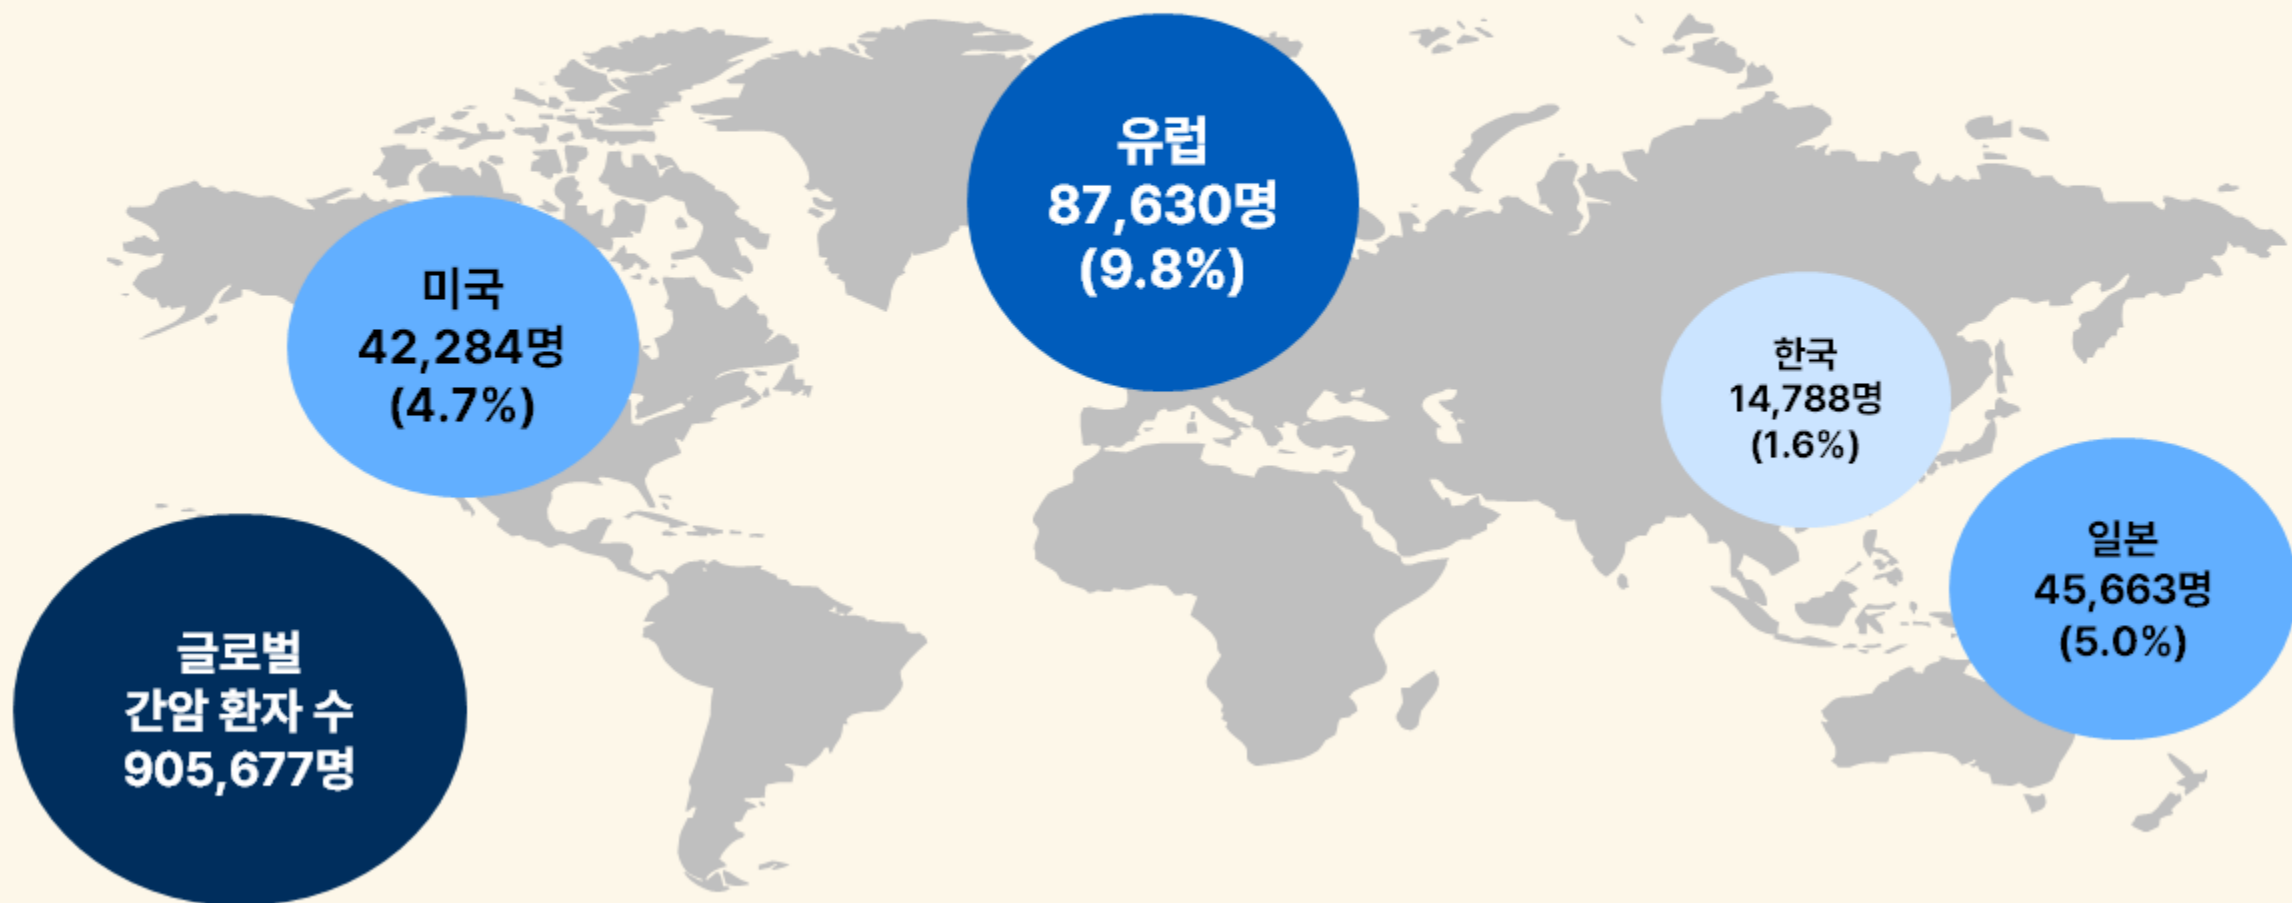 유럽
87,630명
(9.8%)
미국
42,284명
(4.7%)
한국
14,788명
(1.6%)
일본
45,663명
(5.0%)
글로벌
간암 환자 수
905,677명